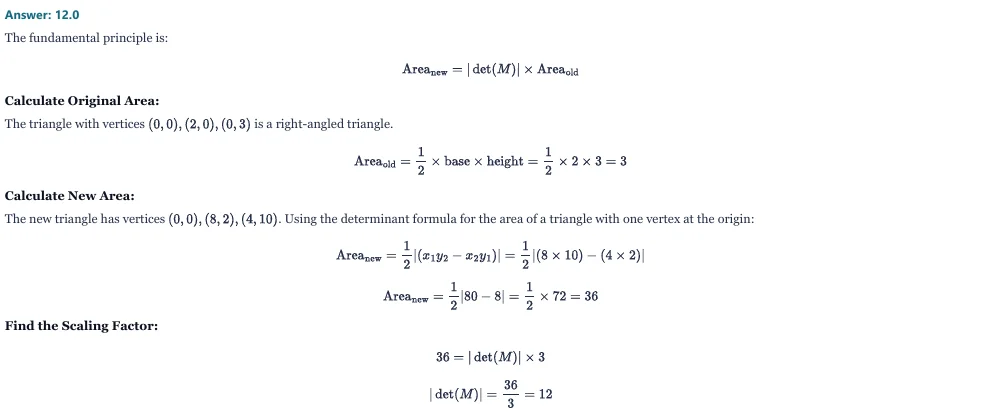 Answer: 12.0
The fundamental principle is:
Area_new = | det(M)| × Area_old
Calculate Original Area:
The triangle with vertices (0, 0), (2, 0), (0, 3) is a right-angled triangle.
Area_old = 1/2 × base × height = 1/2 × 2 × 3 = 3
Calculate New Area:
The new triangle has vertices (0, 0), (8, 2), (4, 10). Using the determinant formula for the area of a triangle with one vertex at the origin:
Area_new = 1/2 |(x₁y₂ − x₂y₁)| = 1/2 |(8 × 10) − (4 × 2)|
Area_new = 1/2 |80 − 8| = 1/2 × 72 = 36
Find the Scaling Factor:
36 = | det(M)| × 3
| det(M)| = 36/3 = 12